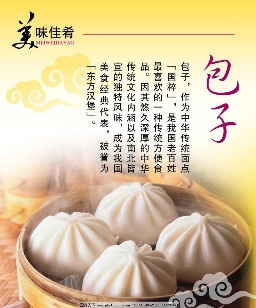 美味佳肴
MEIWEIJIAYAO
包子
包子，作为中华传统面点
「国粹」，是我国老百姓
最喜欢的一种传统方便食
品。因其悠久深厚的中华
传统文化内涵以及南北皆
宜的独特风味，成为我国
美食经典代表，被誉为
「东方汉堡」。